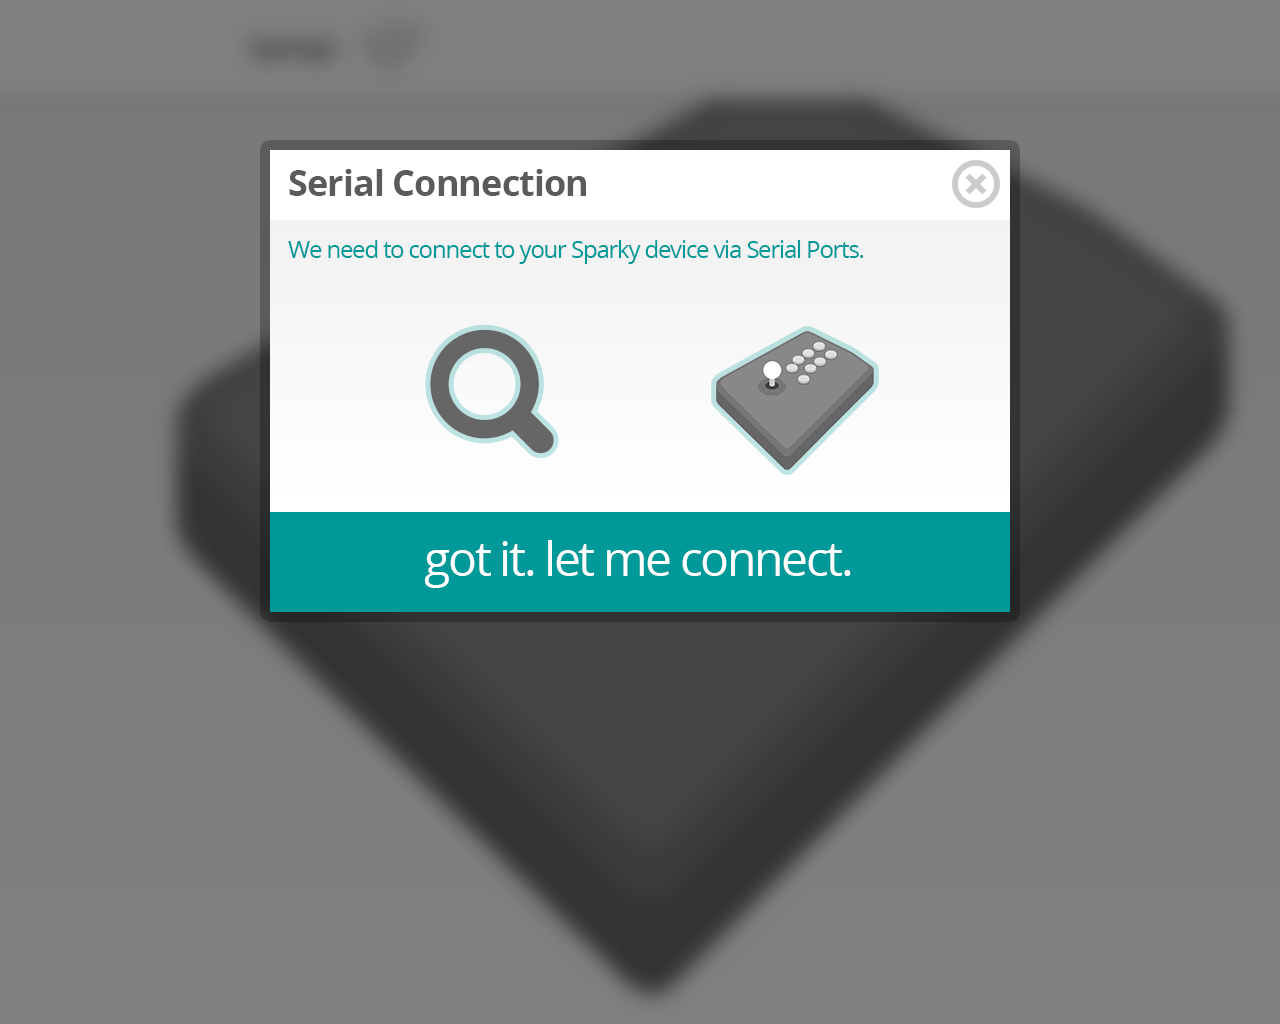 Serial Connection
We need to connect to your Sparky device via Serial Ports.
got it. let me connect.